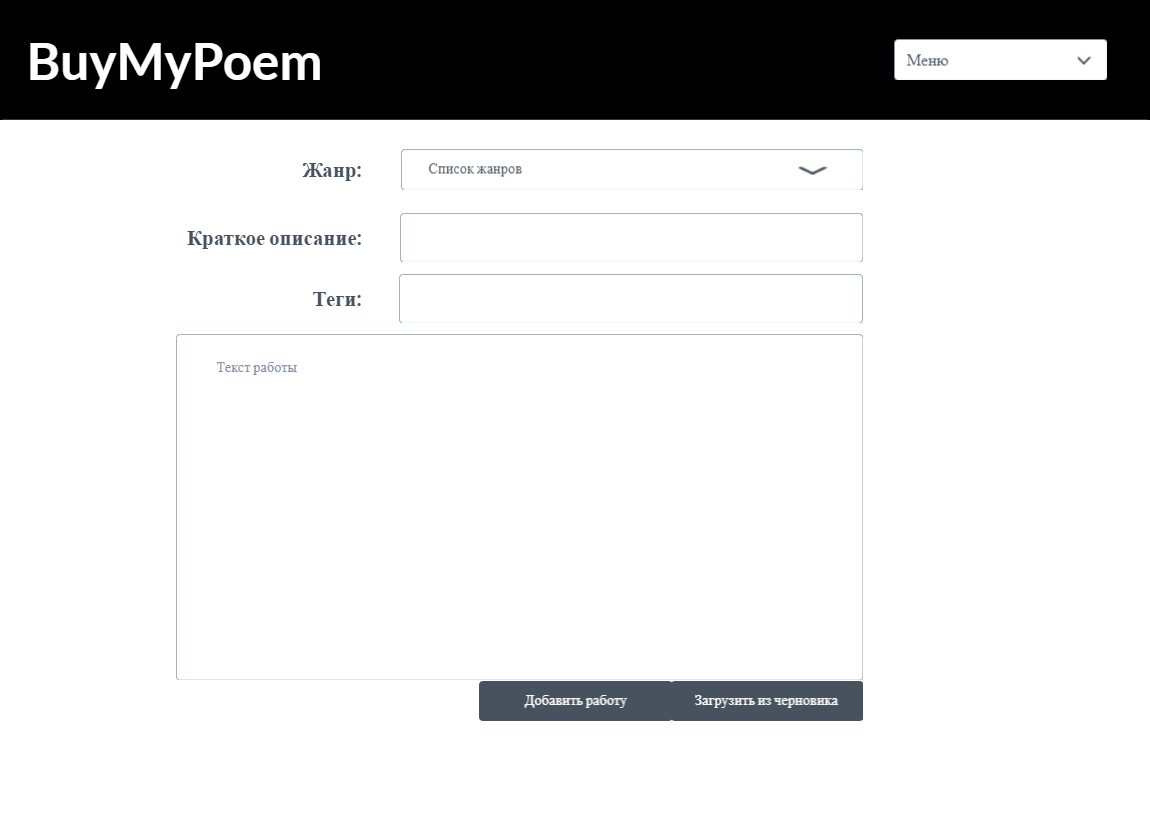 BuyMyPoem
Меню
Жанр:
Список жанров
Краткое описание:
Теги:
Текст работы
Добавить работу
Загрузить из черновика